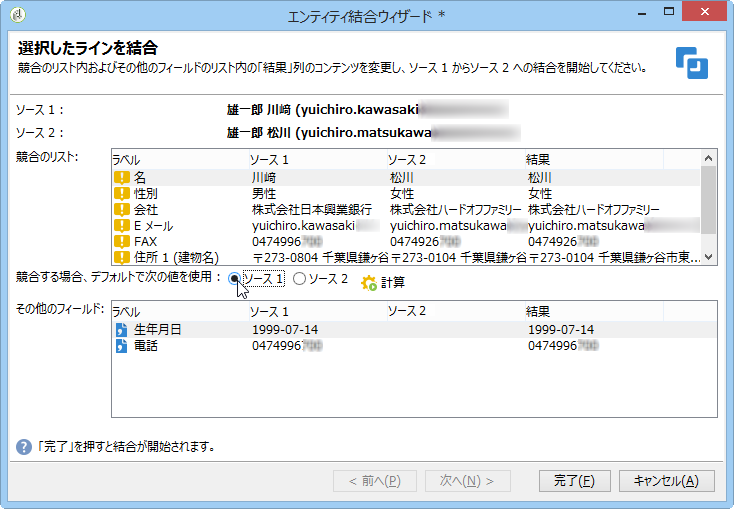 エンティティ結合ウィザード *
選択したラインを結合
競合のリスト内およびその他のフィールドのリスト内の「結果」列のコンテンツを変更し、ソース 1 からソース 2 への結合を開始してください。
ソース 1： 雄一郎 川﨑 (yuichiro.kawasaki
ソース 2： 雄一郎 松川 (yuichiro.matsukawa
競合のリスト:
ラベル ソース 1 ソース 2 結果
名 川﨑 松川 松川
性別 男性 女性 女性
会社 株式会社日本興業銀行 株式会社ハードオフファミリー 株式会社ハードオフファミリー
E メール yuichiro.kawasaki yuichiro.matsukawa yuichiro.matsukawa
FAX 0474996 0474926 0474926
住所 1 (建物名) 〒273-0804 千葉県鎌ヶ谷 〒273-0104 千葉県鎌ヶ谷 〒273-0104 千葉県鎌ヶ谷市東...
競合する場合、デフォルトで次の値を使用： ソース 1 ソース 2 計算
その他のフィールド:
ラベル ソース 1 ソース 2 結果
生年月日 1999-07-14 1999-07-14
電話 0474996 0474996
「完了」を押すと結合が開始されます。
< 前へ(P) 次へ(N) > 完了(F) キャンセル(A)